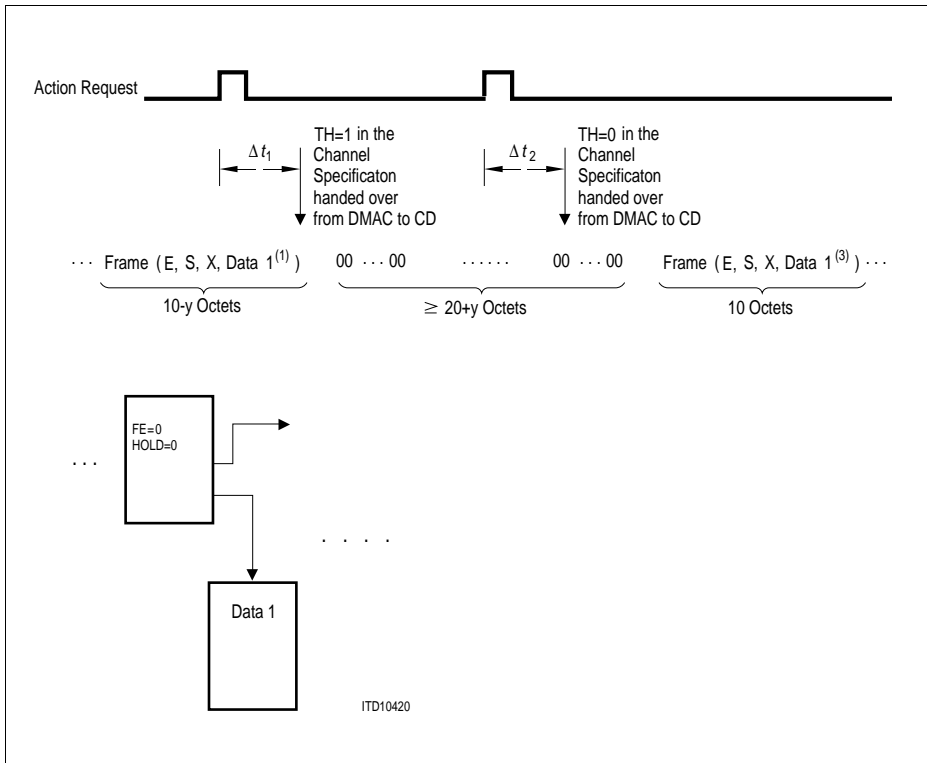 Action Request
Δ t1
TH=1 in the
Channel
Specificaton
handed over
from DMAC to CD
Δ t2
TH=0 in the
Channel
Specificaton
handed over
from DMAC to CD
··· Frame ( E, S, X, Data 1(1) ) 00 ··· 00 ······ 00 ··· 00 Frame ( E, S, X, Data 1(3) ) ···
10-y Octets ≥ 20+y Octets 10 Octets
FE=0
HOLD=0
···
· · · ·
Data 1
ITD10420